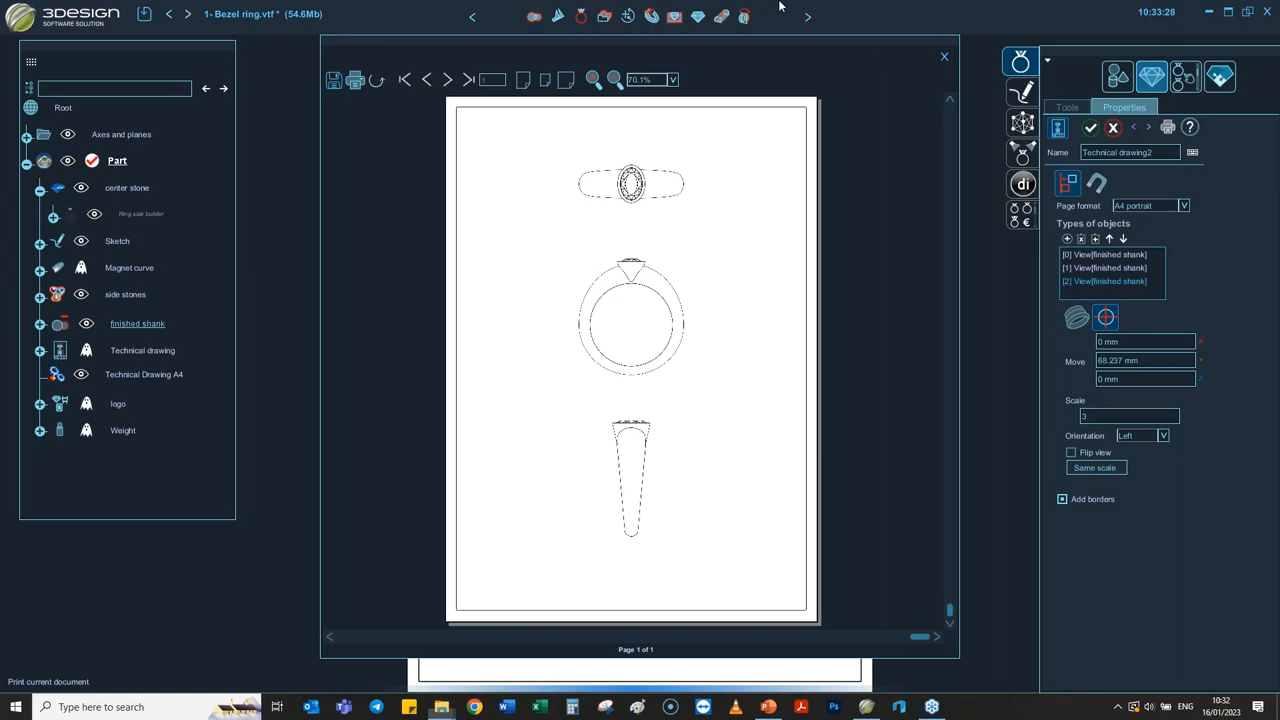 3DESIGN
SOFTWARE SOLUTION
1- Bezel ring.vtf * (54.6Mb)
10:33:28
Root
Axes and planes
Part
center stone
Ring size builder
Sketch
Magnet curve
side stones
finished shank
Technical drawing
Technical Drawing A4
logo
Weight
1
70.1%
Page 1 of 1
di
Tools
Properties
Name
Technical drawing2
Page format
A4 portrait
Types of objects
[0] View[finished shank]
[1] View[finished shank]
[2] View[finished shank]
0 mm
Move
68.237 mm
0 mm
Scale
3
Orientation
Left
Flip view
Same scale
Add borders
Print current document
Type here to search
10:32
16/01/2023